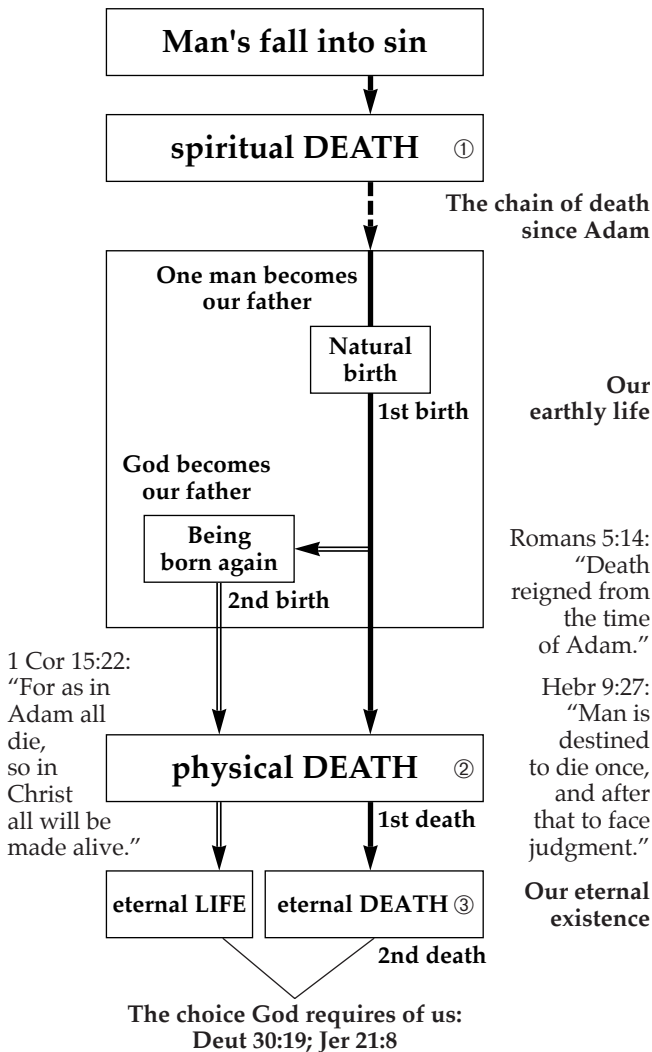 Man's fall into sin
spiritual DEATH ①
The chain of death
since Adam
One man becomes
our father
Natural
birth
1st birth
Our
earthly life
God becomes
our father
Being
born again
2nd birth
Romans 5:14:
“Death
reigned from
the time
of Adam.”
1 Cor 15:22:
“For as in
Adam all
die,
so in
Christ
all will be
made alive.”
Hebr 9:27:
“Man is
destined
to die once,
and after
that to face
judgment.”
physical DEATH ②
1st death
eternal LIFE
eternal DEATH ③
Our eternal
existence
2nd death
The choice God requires of us:
Deut 30:19; Jer 21:8